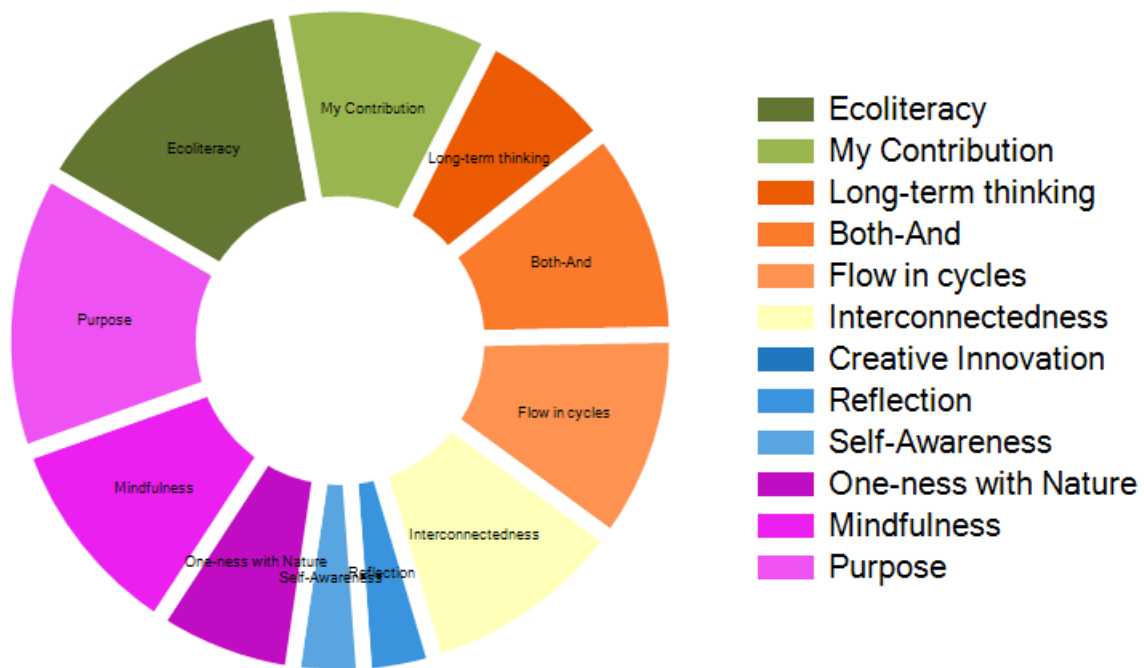 My Contribution
Ecoliteracy
Long-term thinking
Both-And
Purpose
Flow in cycles
Mindfulness
Interconnectedness
One-ness with Nature
Self-Awareness
Reflection
Ecoliteracy
My Contribution
Long-term thinking
Both-And
Flow in cycles
Interconnectedness
Creative Innovation
Reflection
Self-Awareness
One-ness with Nature
Mindfulness
Purpose